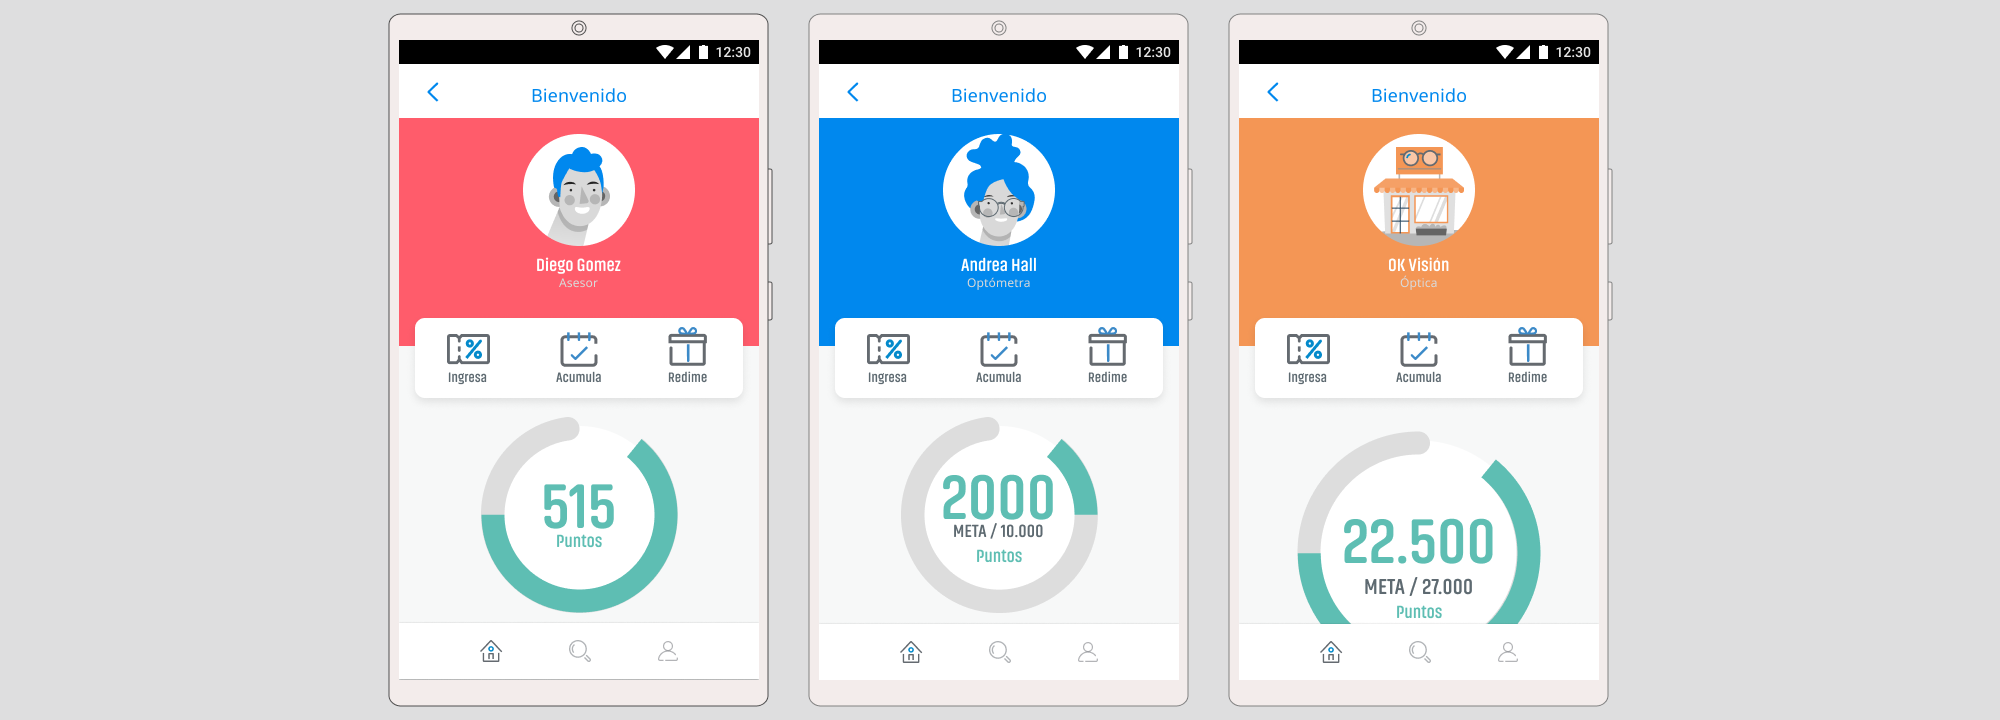 12:30
Bienvenido
Diego Gomez
Asesor
Ingresa
Acumula
Redime
515
Puntos
12:30
Bienvenido
Andrea Hall
Optómetra
Ingresa
Acumula
Redime
2000
META / 10.000
Puntos
12:30
Bienvenido
OK Visión
Óptica
Ingresa
Acumula
Redime
22.500
META / 27.000
Puntos